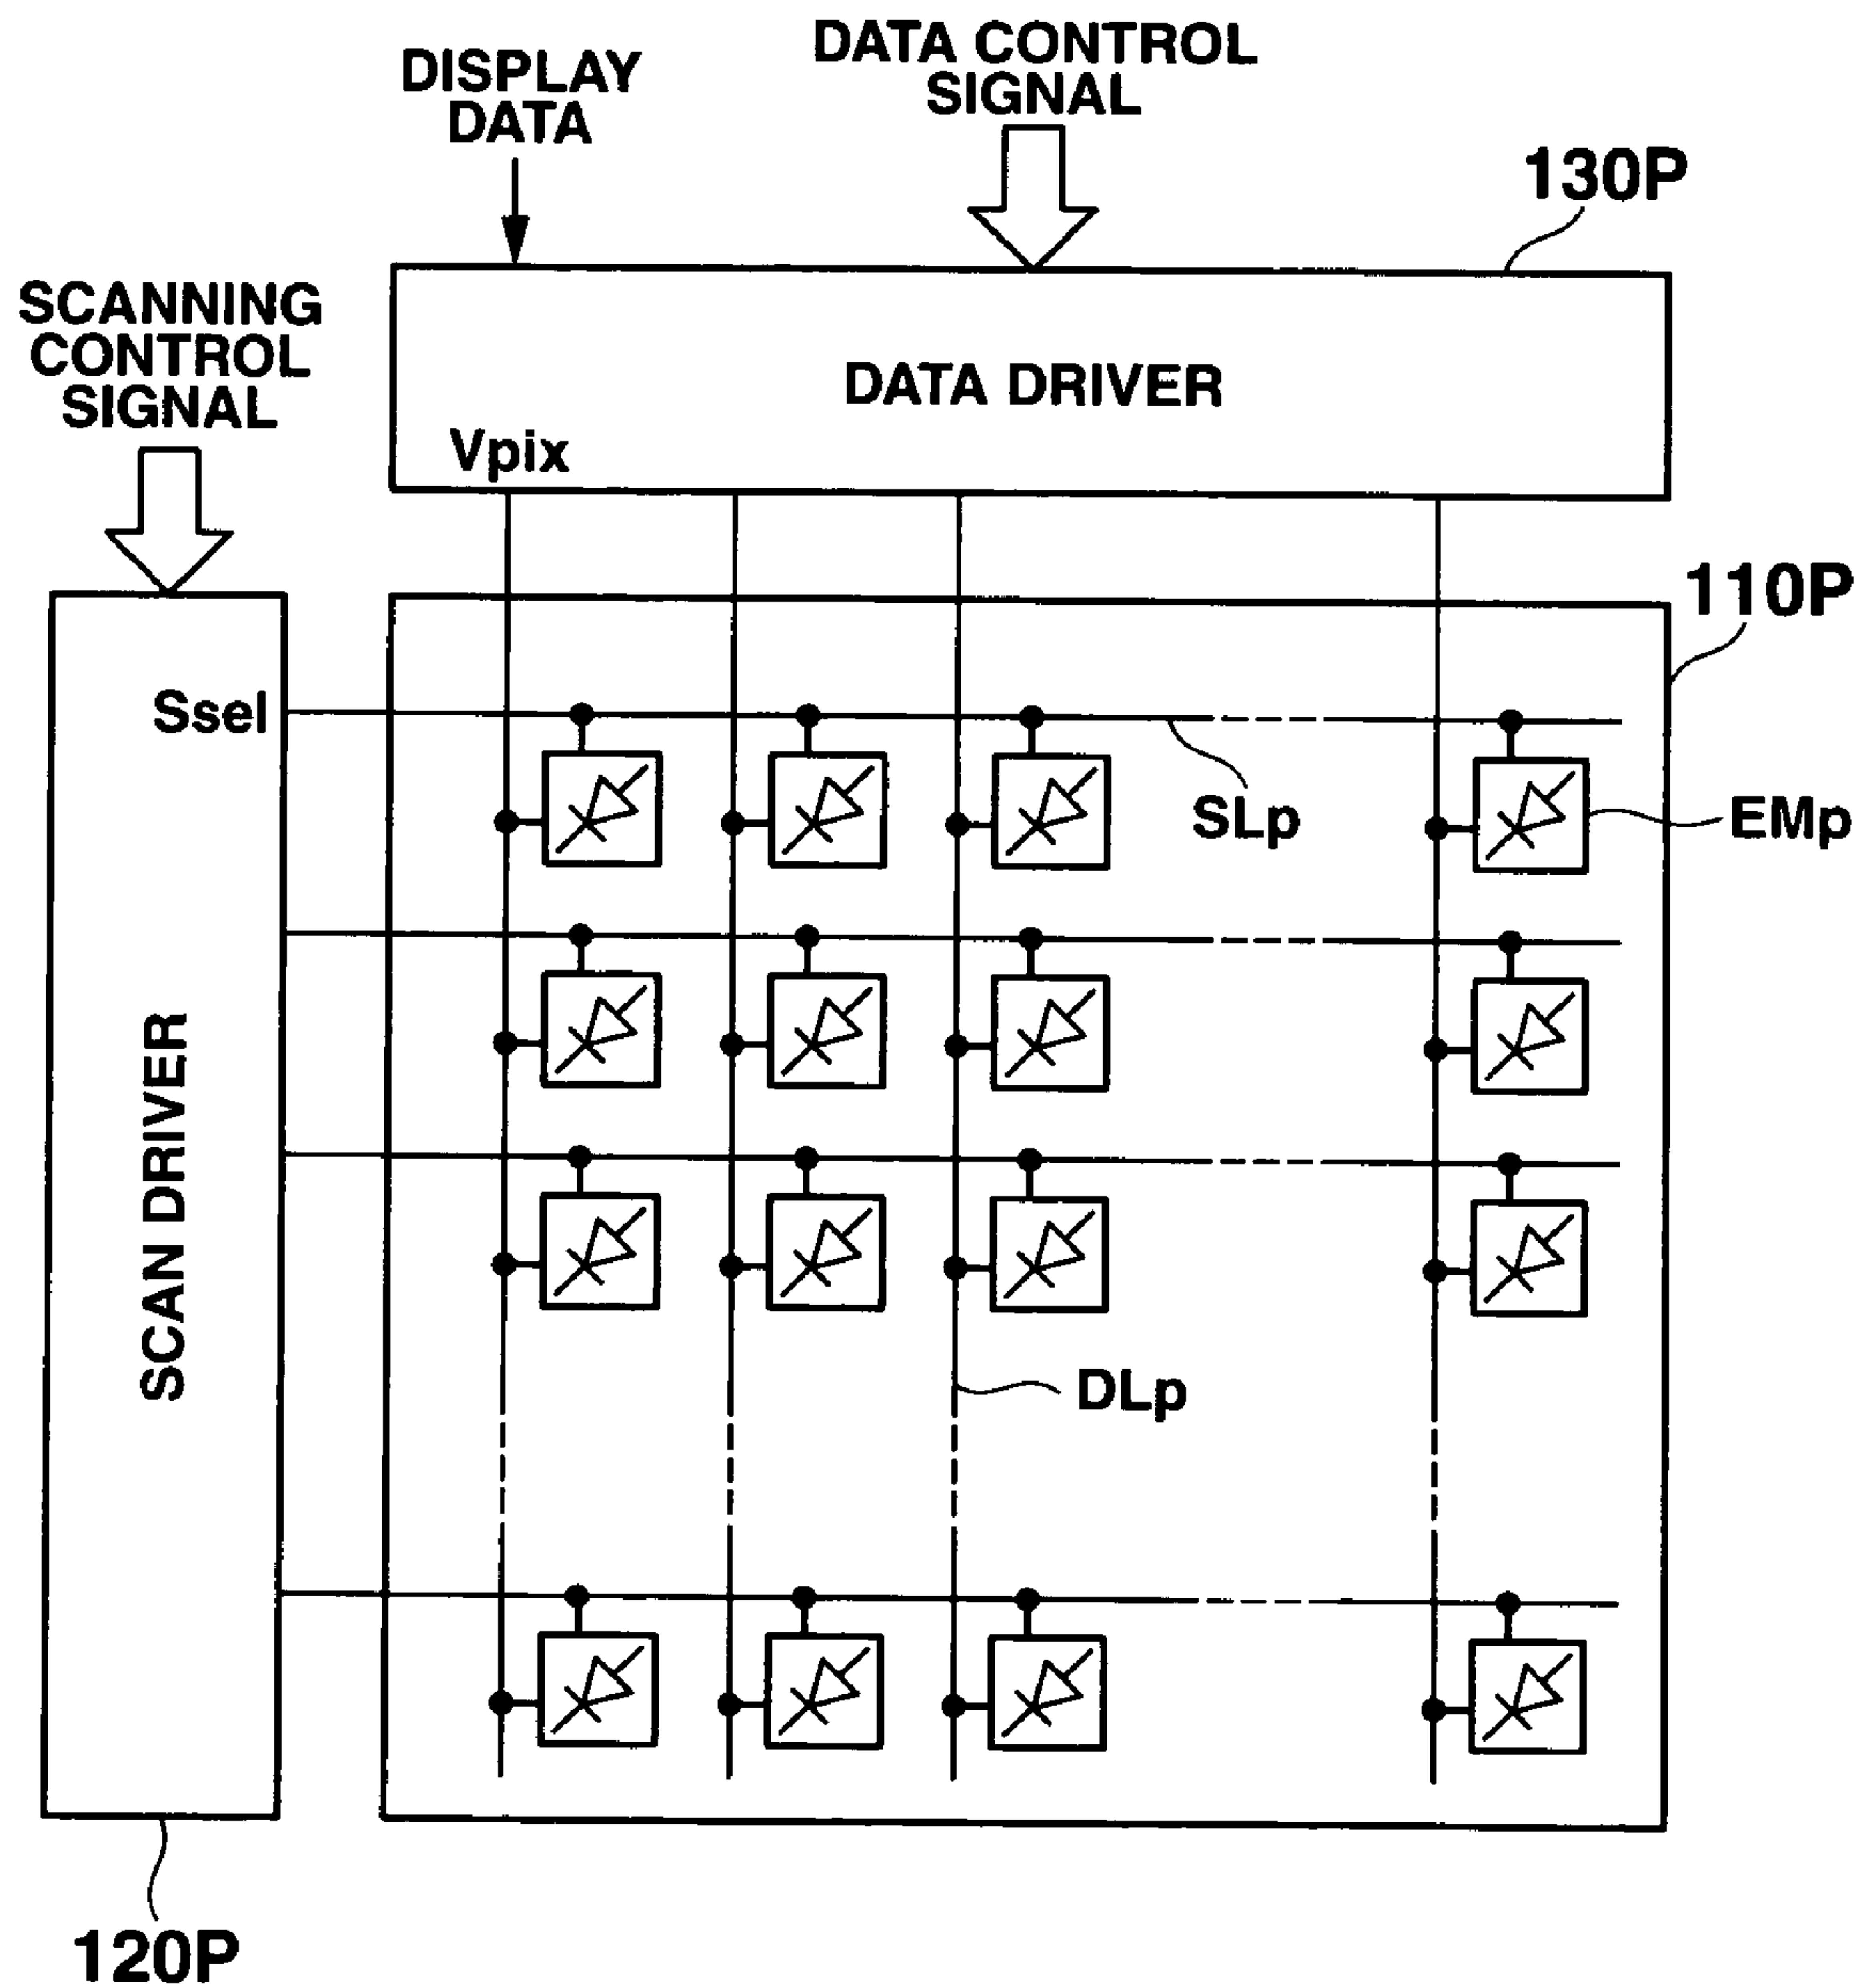 DATA CONTROL
SIGNAL
DISPLAY
DATA
130P
SCANNING
CONTROL
SIGNAL
DATA DRIVER
Vpix
110P
Ssel
SLp
EMp
SCAN DRIVER
DLp
120P